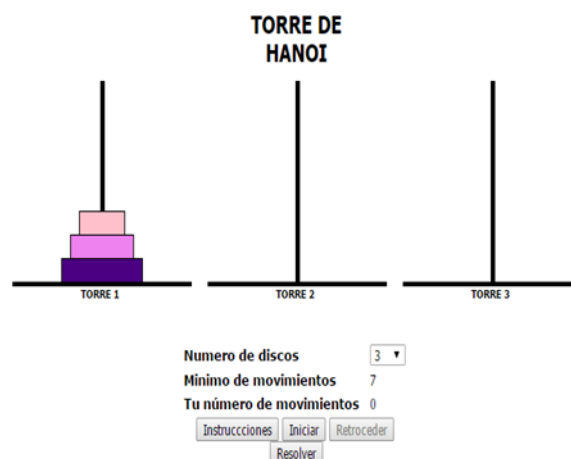 TORRE DE
HANOI
TORRE 1
TORRE 2
TORRE 3
Numero de discos 3
Minimo de movimientos 7
Tu número de movimientos 0
Instruccciones Iniciar Retroceder
Resolver